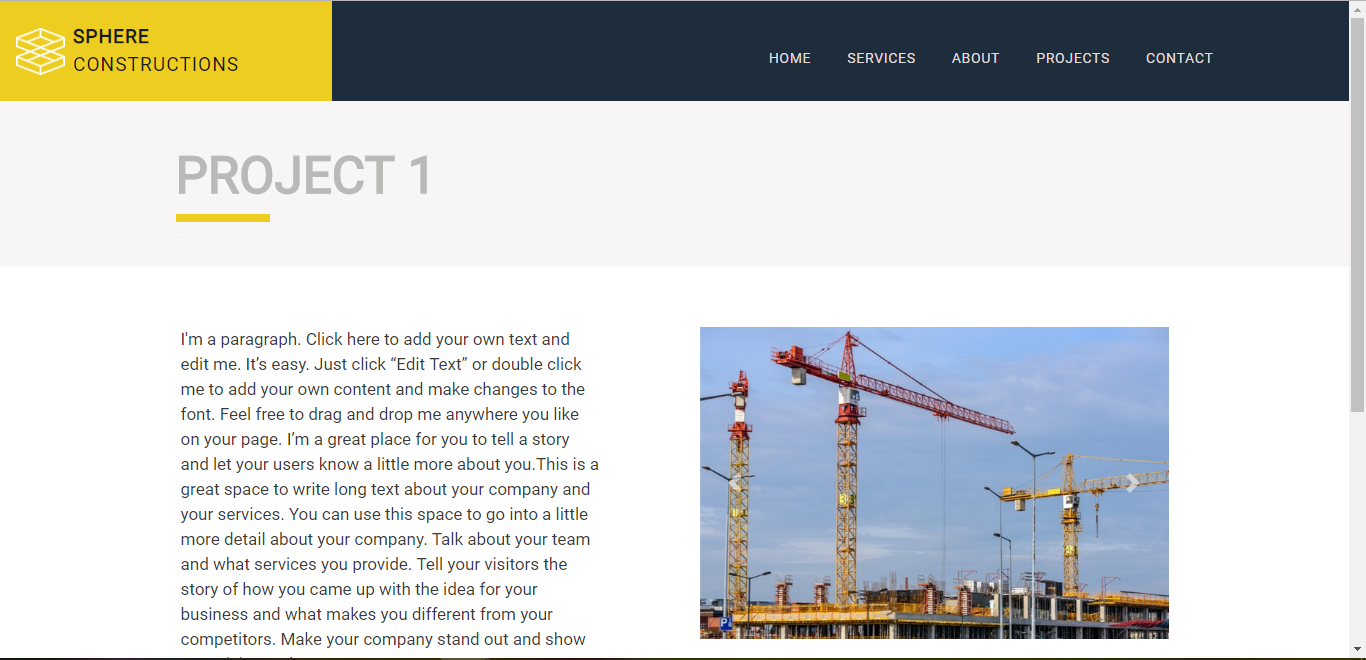 SPHERE
CONSTRUCTIONS
HOME SERVICES ABOUT PROJECTS CONTACT
PROJECT 1
I'm a paragraph. Click here to add your own text and
edit me. It’s easy. Just click “Edit Text” or double click
me to add your own content and make changes to the
font. Feel free to drag and drop me anywhere you like
on your page. I’m a great place for you to tell a story
and let your users know a little more about you.This is a
great space to write long text about your company and
your services. You can use this space to go into a little
more detail about your company. Talk about your team
and what services you provide. Tell your visitors the
story of how you came up with the idea for your
business and what makes you different from your
competitors. Make your company stand out and show
P